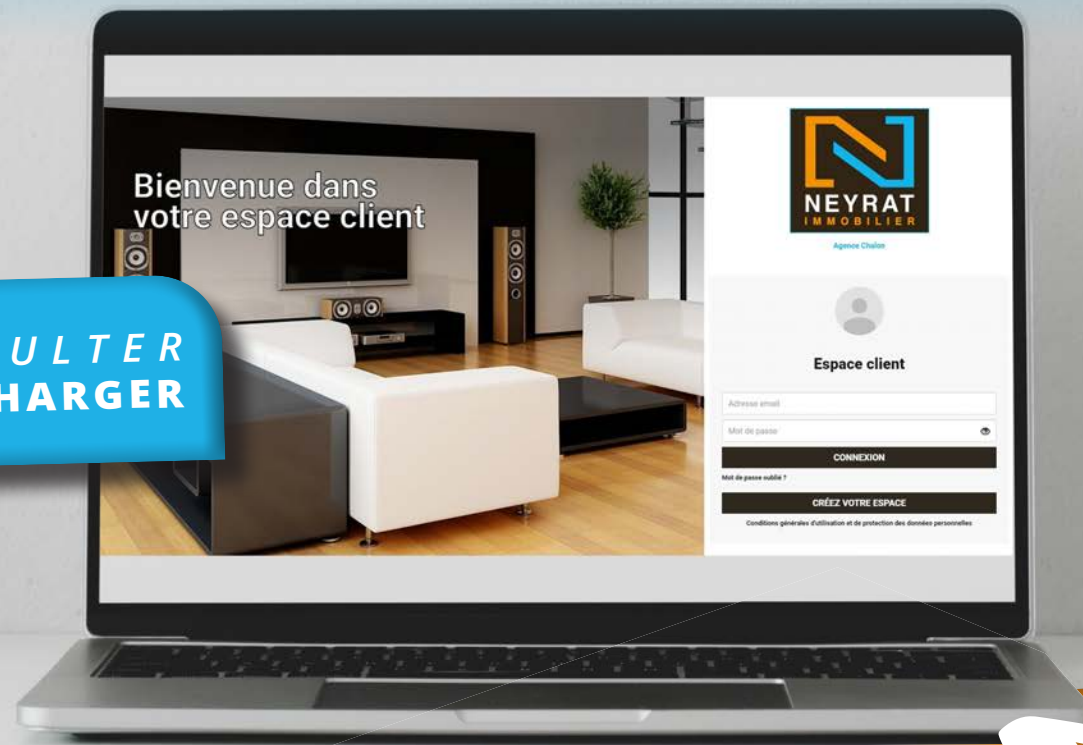 Bienvenue dans
votre espace client
NEYRAT
IMMOBILIER
Agence Chalon
ULTER
HARGER
Espace client
Adresse email
Mot de passe
CONNEXION
Mot de passe oublié ?
CRÉEZ VOTRE ESPACE
Conditions générales d'utilisation et de protection des données personnelles